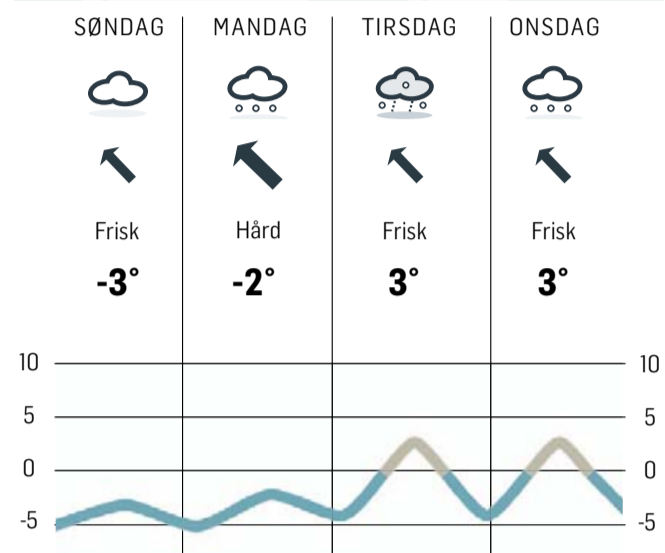 SØNDAG MANDAG TIRSDAG ONSDAG
Frisk Hård Frisk Frisk
-3° -2° 3° 3°
10 10
5 5
0 0
-5 -5